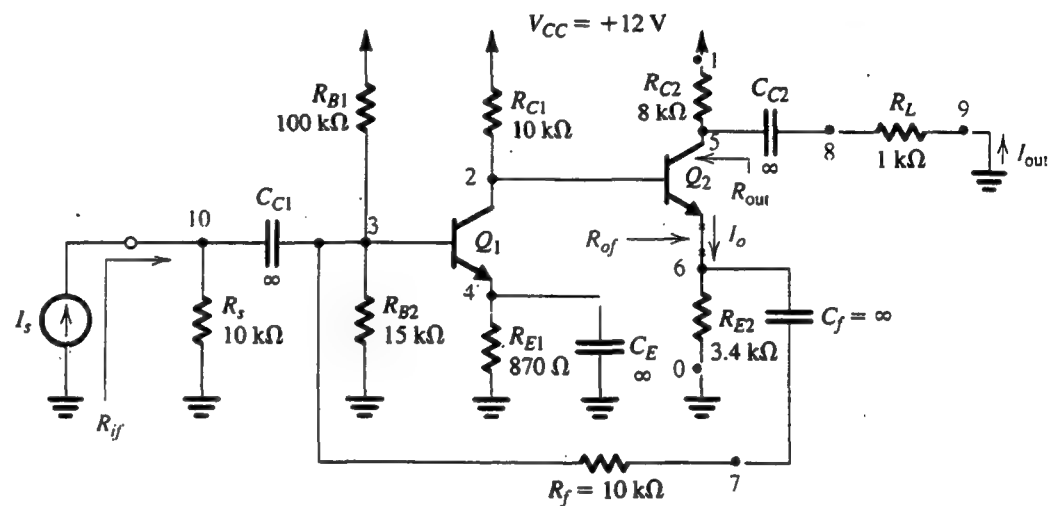 V_CC = +12 V
1
R_B1
100 kΩ
R_C1
10 kΩ
R_C2
8 kΩ
C_C2
∞
R_L
1 kΩ
9
8
5
I_out
2
Q_2
R_out
10
C_C1
∞
3
Q_1
R_of
I_o
6
4
I_s
R_s
10 kΩ
R_B2
15 kΩ
R_E1
870 Ω
C_E
∞
R_E2
3.4 kΩ
0
C_f = ∞
R_if
R_f = 10 kΩ
7